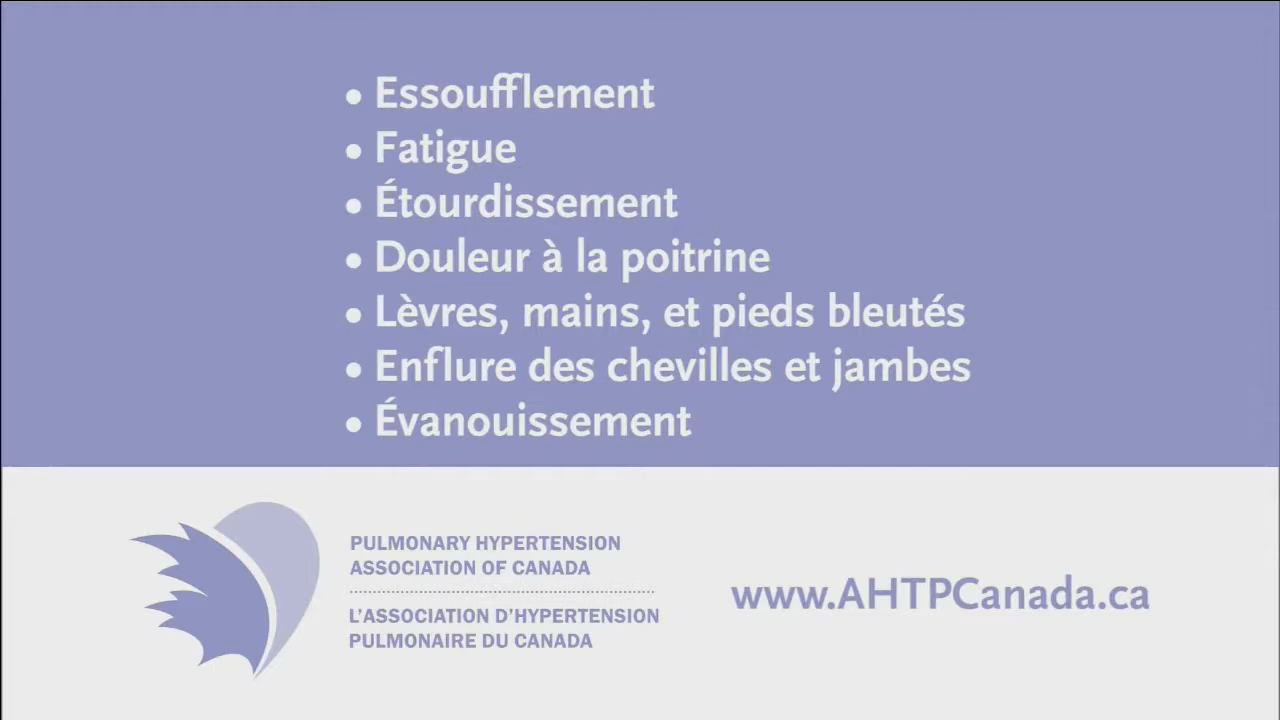 • Essoufflement
• Fatigue
• Étourdissement
• Douleur à la poitrine
• Lèvres, mains, et pieds bleutés
• Enflure des chevilles et jambes
• Évanouissement
PULMONARY HYPERTENSION
ASSOCIATION OF CANADA
L'ASSOCIATION D'HYPERTENSION
PULMONAIRE DU CANADA
www.AHTPCanada.ca